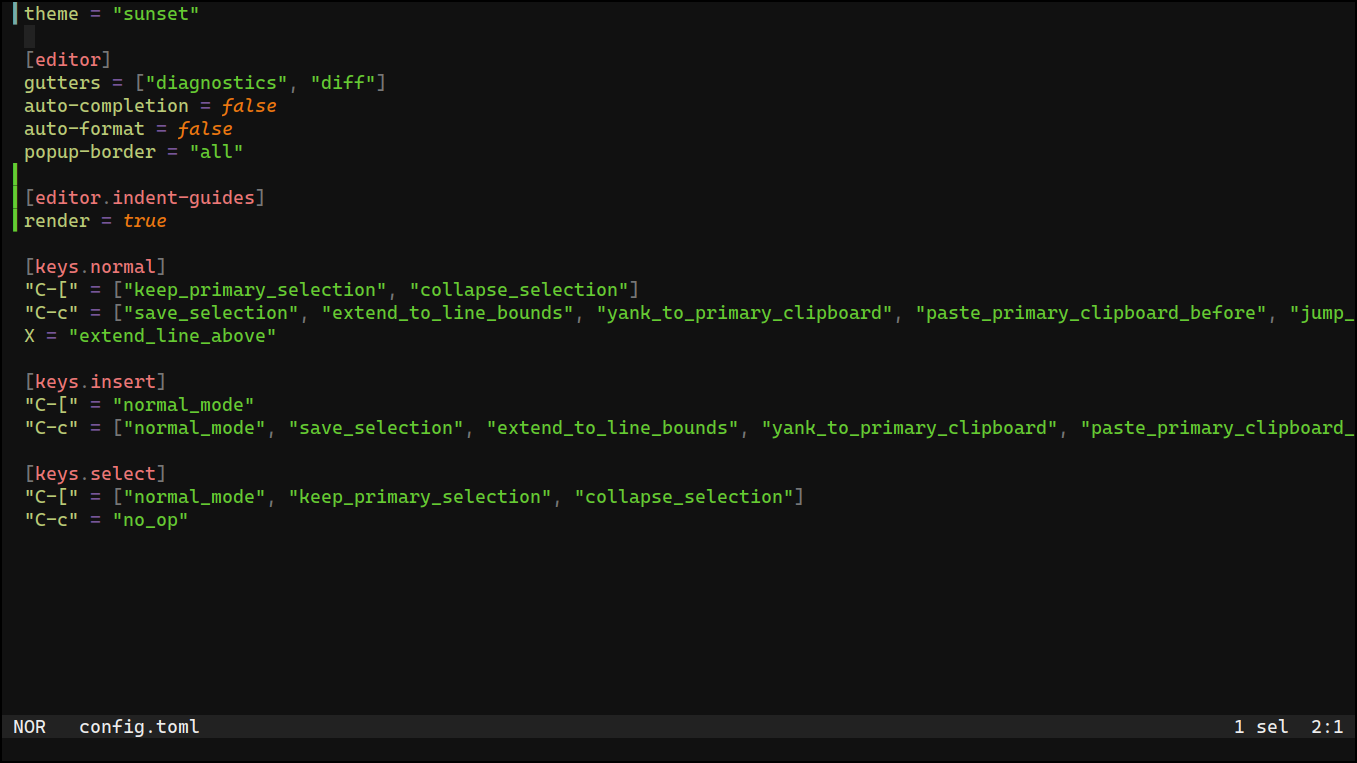 theme = "sunset"
[editor]
gutters = ["diagnostics", "diff"]
auto-completion = false
auto-format = false
popup-border = "all"
[editor.indent-guides]
render = true
[keys.normal]
"C-[" = ["keep_primary_selection", "collapse_selection"]
"C-c" = ["save_selection", "extend_to_line_bounds", "yank_to_primary_clipboard", "paste_primary_clipboard_before", "jump_
X = "extend_line_above"
[keys.insert]
"C-[" = "normal_mode"
"C-c" = ["normal_mode", "save_selection", "extend_to_line_bounds", "yank_to_primary_clipboard", "paste_primary_clipboard_
[keys.select]
"C-[" = ["normal_mode", "keep_primary_selection", "collapse_selection"]
"C-c" = "no_op"
NOR config.toml 1 sel 2:1